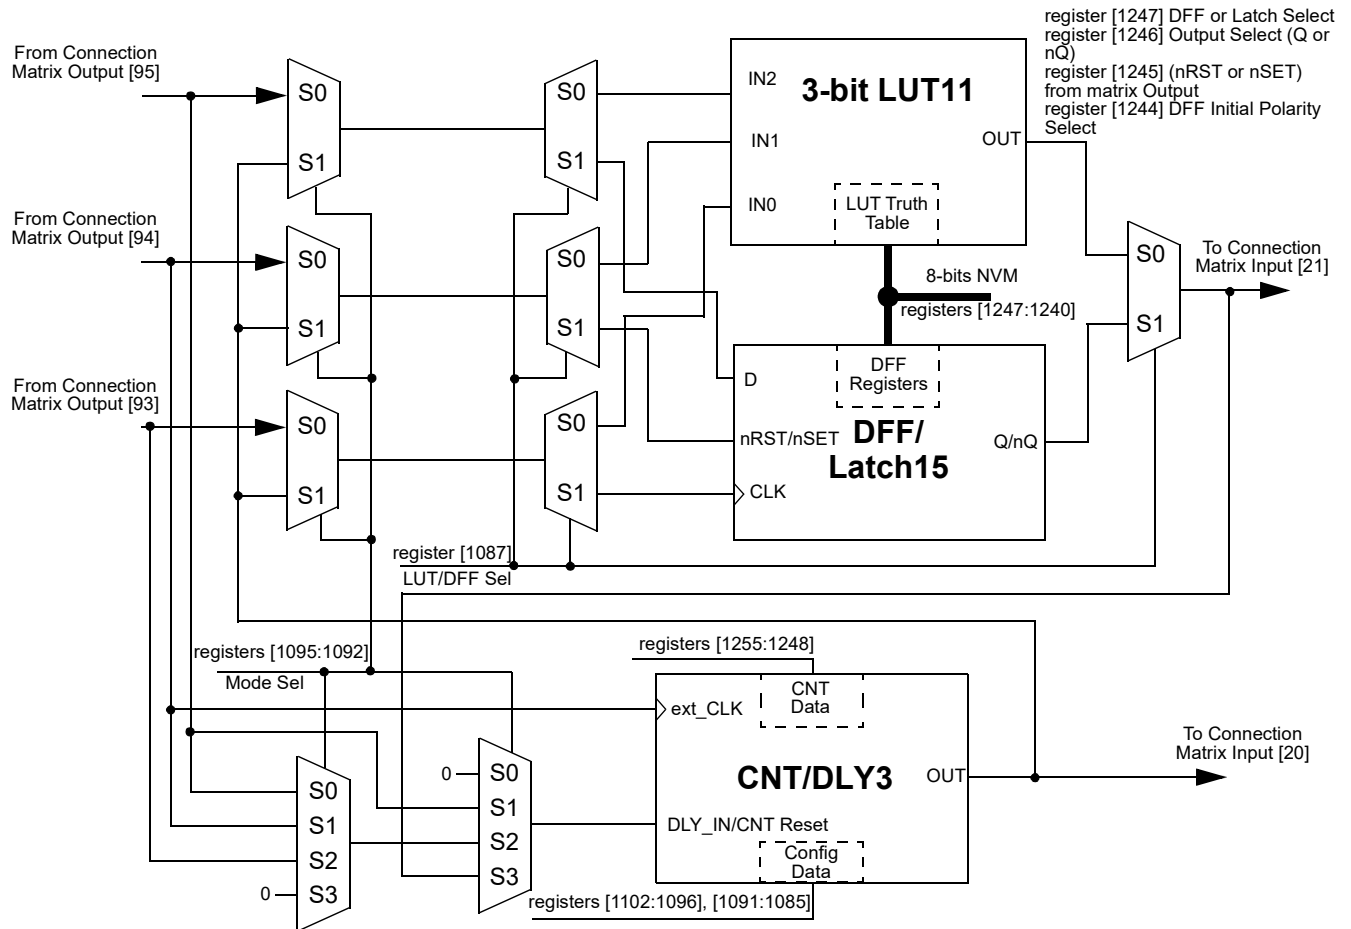 register [1247] DFF or Latch Select
register [1246] Output Select (Q or
nQ)
register [1245] (nRST or nSET)
from matrix Output
register [1244] DFF Initial Polarity
Select
From Connection
Matrix Output [95]
S0
S1
S0
S1
IN2
3-bit LUT11
IN1
OUT
IN0
LUT Truth
Table
From Connection
Matrix Output [94]
S0
S1
S0
S1
8-bits NVM
registers [1247:1240]
S0
S1
To Connection
Matrix Input [21]
From Connection
Matrix Output [93]
S0
S1
S0
S1
D
DFF
Registers
nRST/nSET
DFF/
Latch15
Q/nQ
CLK
register [1087]
LUT/DFF Sel
registers [1095:1092]
Mode Sel
registers [1255:1248]
CNT
Data
ext_CLK
CNT/DLY3
OUT
To Connection
Matrix Input [20]
DLY_IN/CNT Reset
Config
Data
registers [1102:1096], [1091:1085]
0
S0
S1
S2
S3
S0
S1
S2
0
S3